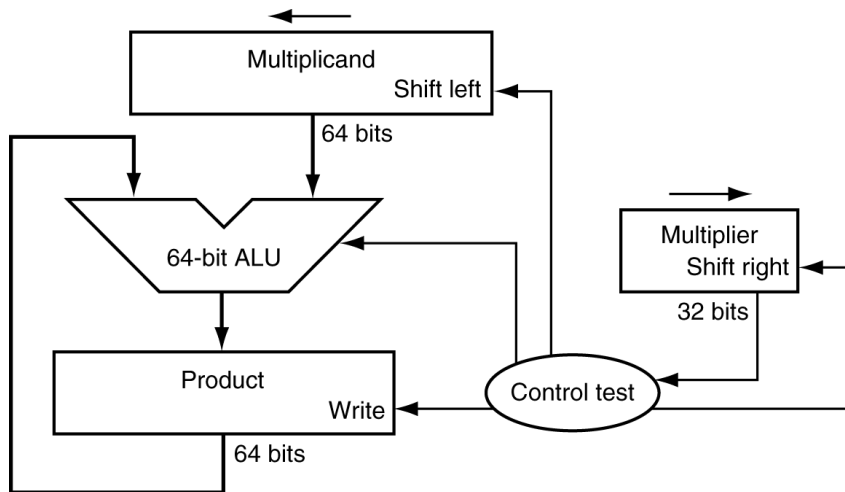 Multiplicand
Shift left
64 bits
64-bit ALU
Multiplier
Shift right
32 bits
Product
Write
Control test
64 bits